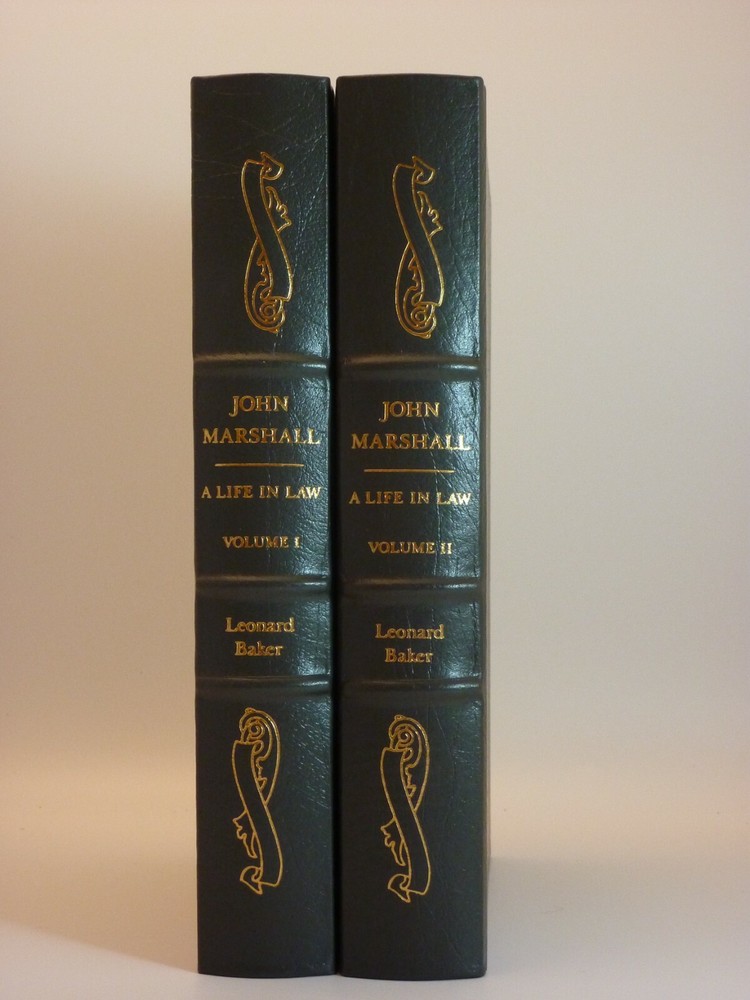 JOHN
MARSHALL
A LIFE IN LAW
VOLUME I
Leonard
Baker
JOHN
MARSHALL
A LIFE IN LAW
VOLUME II
Leonard
Baker